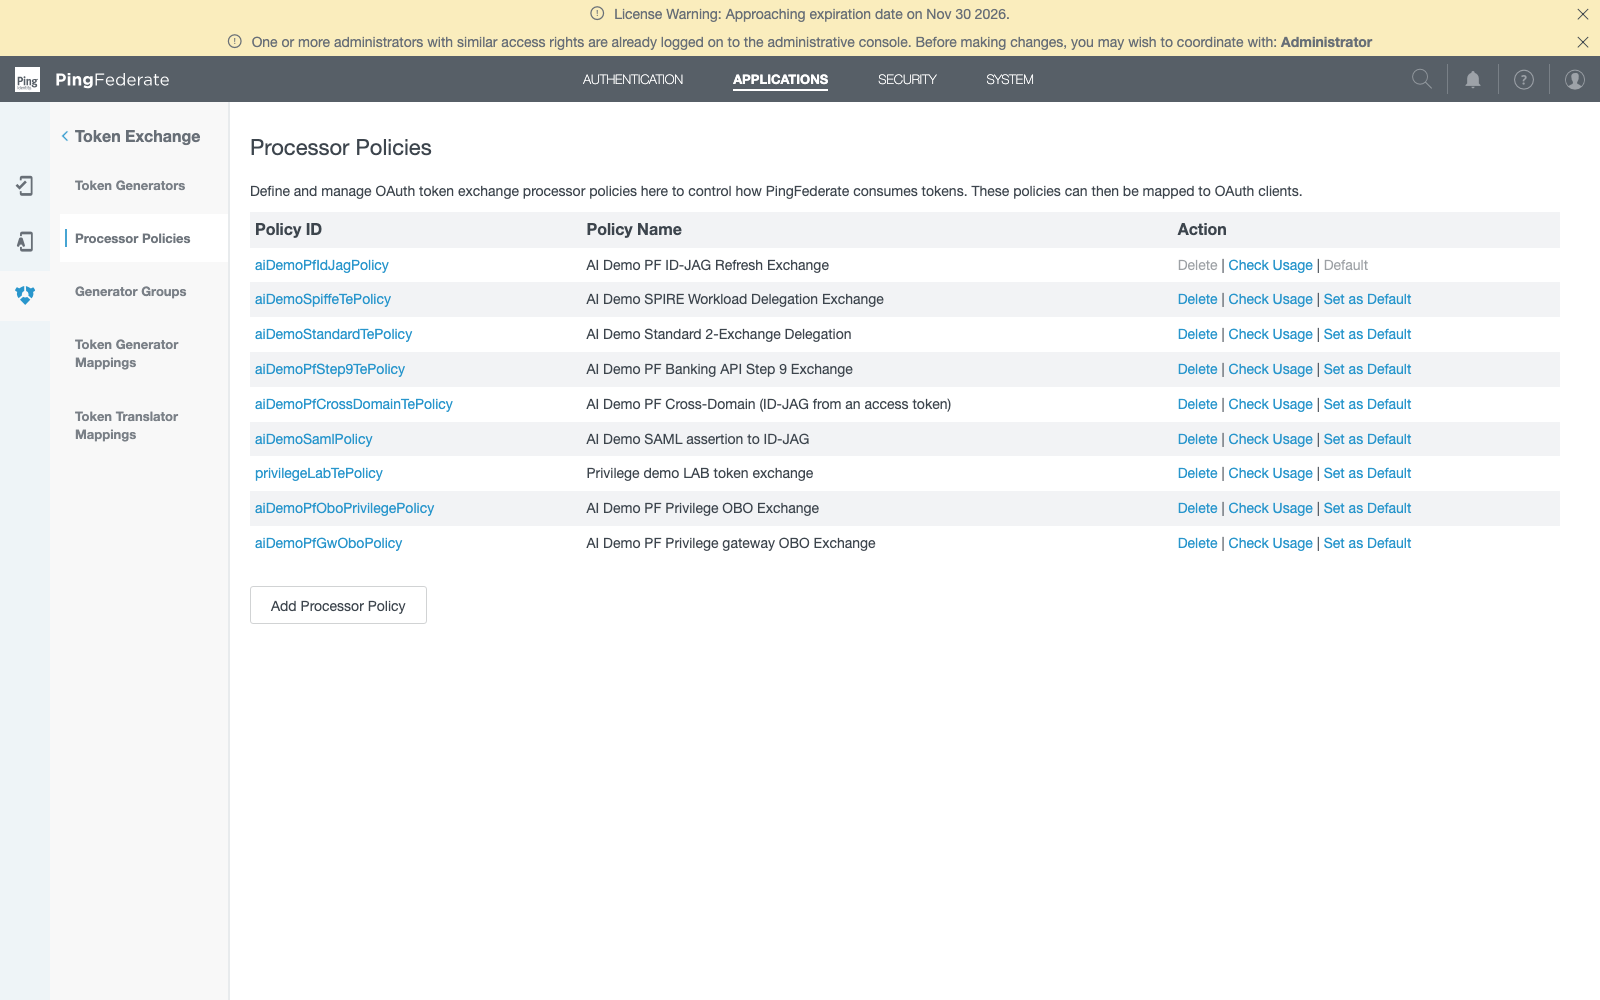 License Warning: Approaching expiration date on Nov 30 2026.
One or more administrators with similar access rights are already logged on to the administrative console. Before making changes, you may wish to coordinate with: Administrator
Ping
PingFederate
AUTHENTICATION
APPLICATIONS
SECURITY
SYSTEM
Token Exchange
Token Generators
Processor Policies
Generator Groups
Token Generator
Mappings
Token Translator
Mappings
Processor Policies
Define and manage OAuth token exchange processor policies here to control how PingFederate consumes tokens. These policies can then be mapped to OAuth clients.
Policy ID Policy Name Action
aiDemoPfIdJagPolicy AI Demo PF ID-JAG Refresh Exchange Delete | Check Usage | Default
aiDemoSpiffeTePolicy AI Demo SPIRE Workload Delegation Exchange Delete | Check Usage | Set as Default
aiDemoStandardTePolicy AI Demo Standard 2-Exchange Delegation Delete | Check Usage | Set as Default
aiDemoPfStep9TePolicy AI Demo PF Banking API Step 9 Exchange Delete | Check Usage | Set as Default
aiDemoPfCrossDomainTePolicy AI Demo PF Cross-Domain (ID-JAG from an access token) Delete | Check Usage | Set as Default
aiDemoSamlPolicy AI Demo SAML assertion to ID-JAG Delete | Check Usage | Set as Default
privilegeLabTePolicy Privilege demo LAB token exchange Delete | Check Usage | Set as Default
aiDemoPfOboPrivilegePolicy AI Demo PF Privilege OBO Exchange Delete | Check Usage | Set as Default
aiDemoPfGwOboPolicy AI Demo PF Privilege gateway OBO Exchange Delete | Check Usage | Set as Default
Add Processor Policy